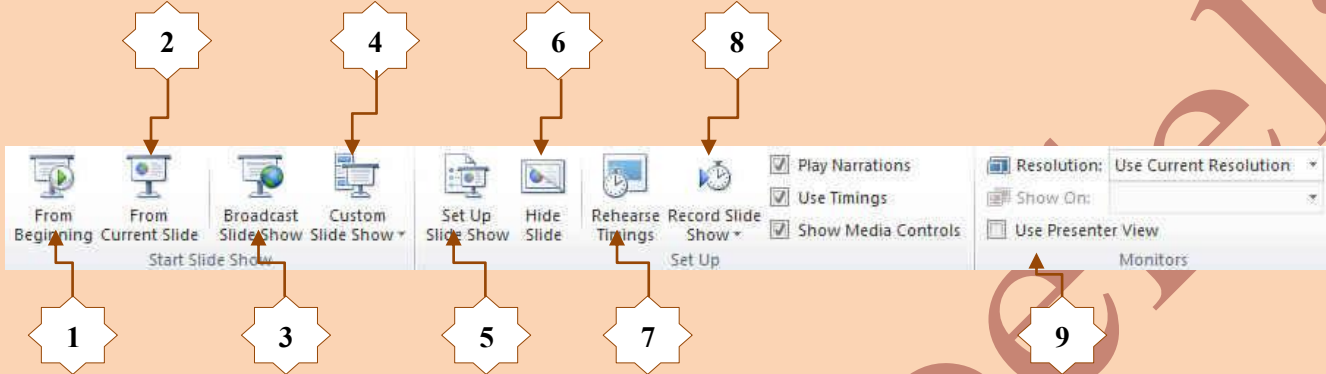 2
4
6
8
From
Beginning
From
Current Slide
Broadcast
Slide Show
Custom
Slide Show
Set Up
Slide Show
Hide
Slide
Rehearse
Timings
Record Slide
Show
Play Narrations
Use Timings
Show Media Controls
Resolution: Use Current Resolution
Show On:
Use Presenter View
Start Slide Show
Set Up
Monitors
1
3
5
7
9